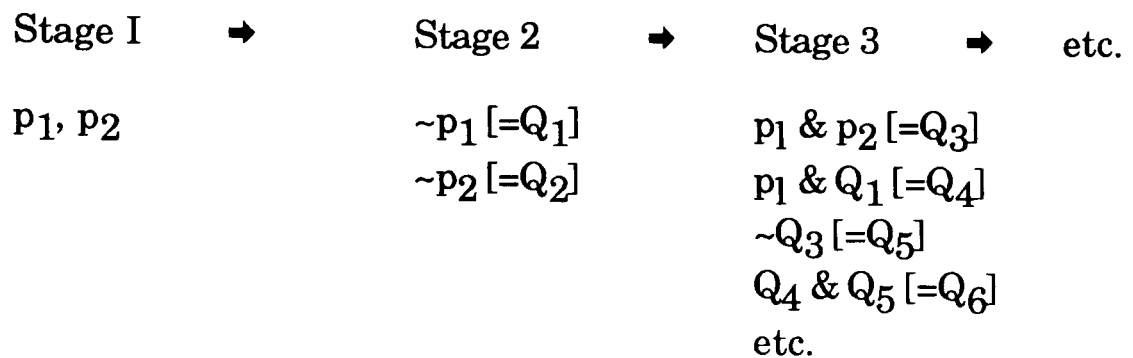 Stage I ➡ Stage 2 ➡ Stage 3 ➡ etc.
p1, p2 ~p1 [=Q1] p1 & p2 [=Q3]
~p2 [=Q2] p1 & Q1 [=Q4]
~Q3 [=Q5]
Q4 & Q5 [=Q6]
etc.